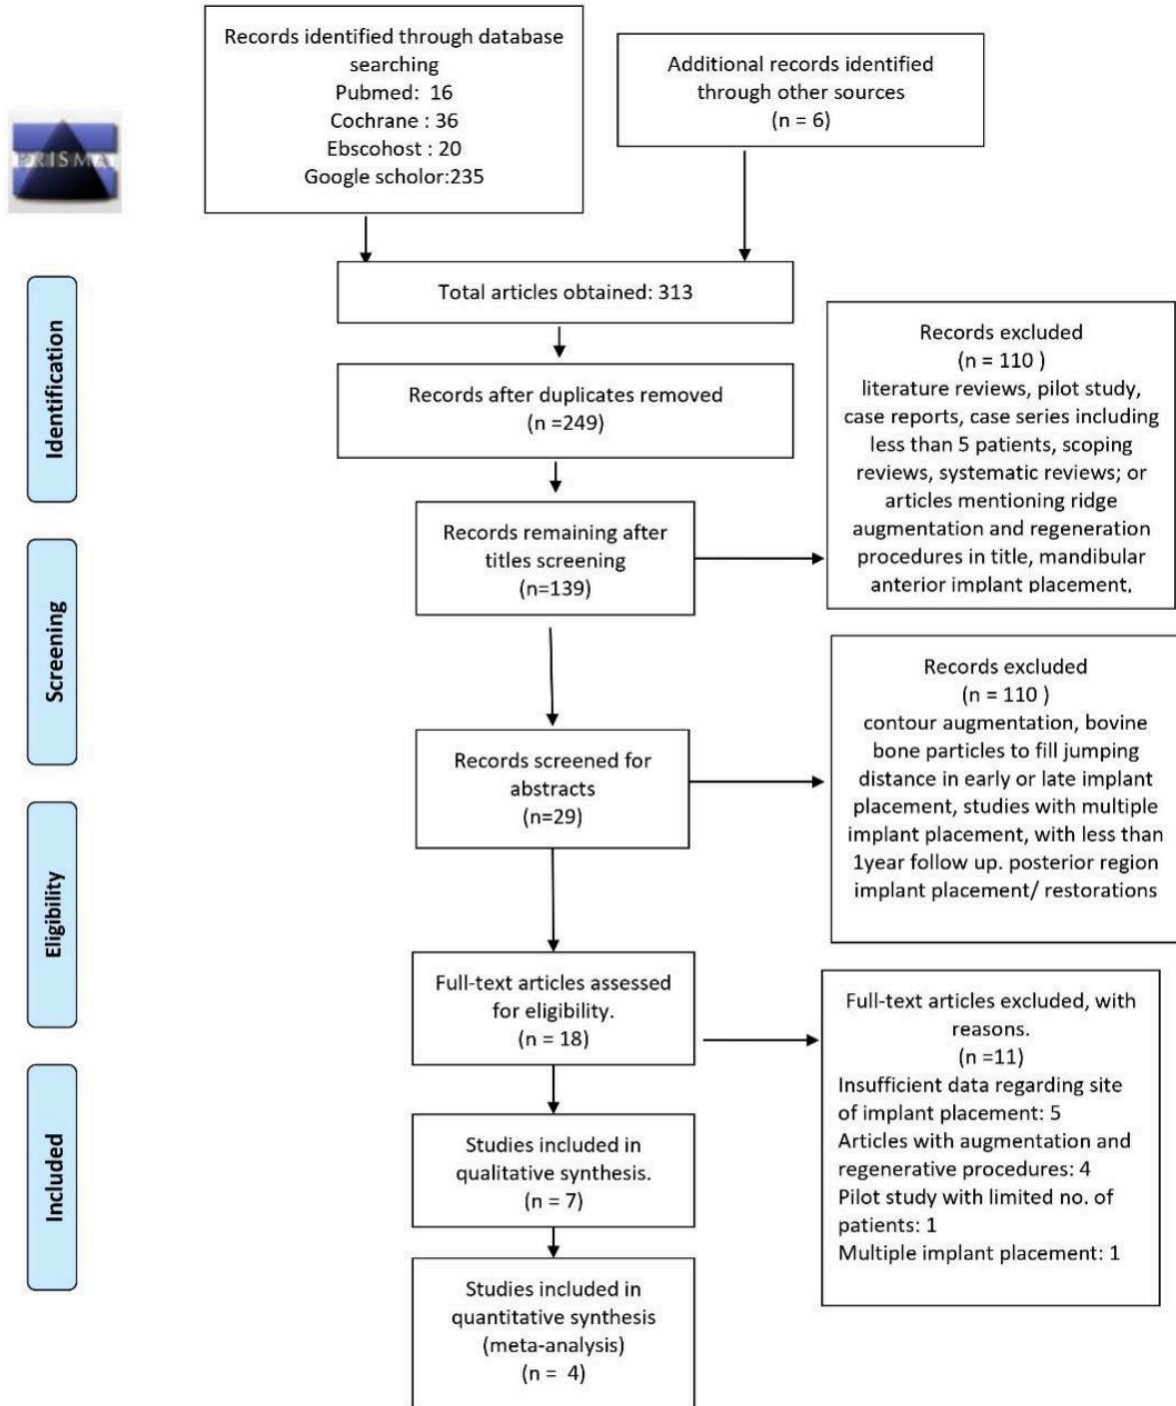 Records identified through database
searching
Pubmed: 16
Cochrane : 36
Ebscohost : 20
Google scholor:235
Additional records identified
through other sources
(n = 6)
PRISMA
Total articles obtained: 313
Identification
Records after duplicates removed
(n =249)
Records excluded
(n = 110 )
literature reviews, pilot study,
case reports, case series including
less than 5 patients, scoping
reviews, systematic reviews; or
articles mentioning ridge
augmentation and regeneration
procedures in title, mandibular
anterior implant placement,
Records remaining after
titles screening
(n=139)
Screening
Records excluded
(n = 110 )
contour augmentation, bovine
bone particles to fill jumping
distance in early or late implant
placement, studies with multiple
implant placement, with less than
1year follow up. posterior region
implant placement/ restorations
Records screened for
abstracts
(n=29)
Eligibility
Full-text articles assessed
for eligibility.
(n = 18)
Full-text articles excluded, with
reasons.
(n =11)
Insufficient data regarding site
of implant placement: 5
Articles with augmentation and
regenerative procedures: 4
Pilot study with limited no. of
patients: 1
Multiple implant placement: 1
Included
Studies included in
qualitative synthesis.
(n = 7)
Studies included in
quantitative synthesis
(meta-analysis)
(n = 4)